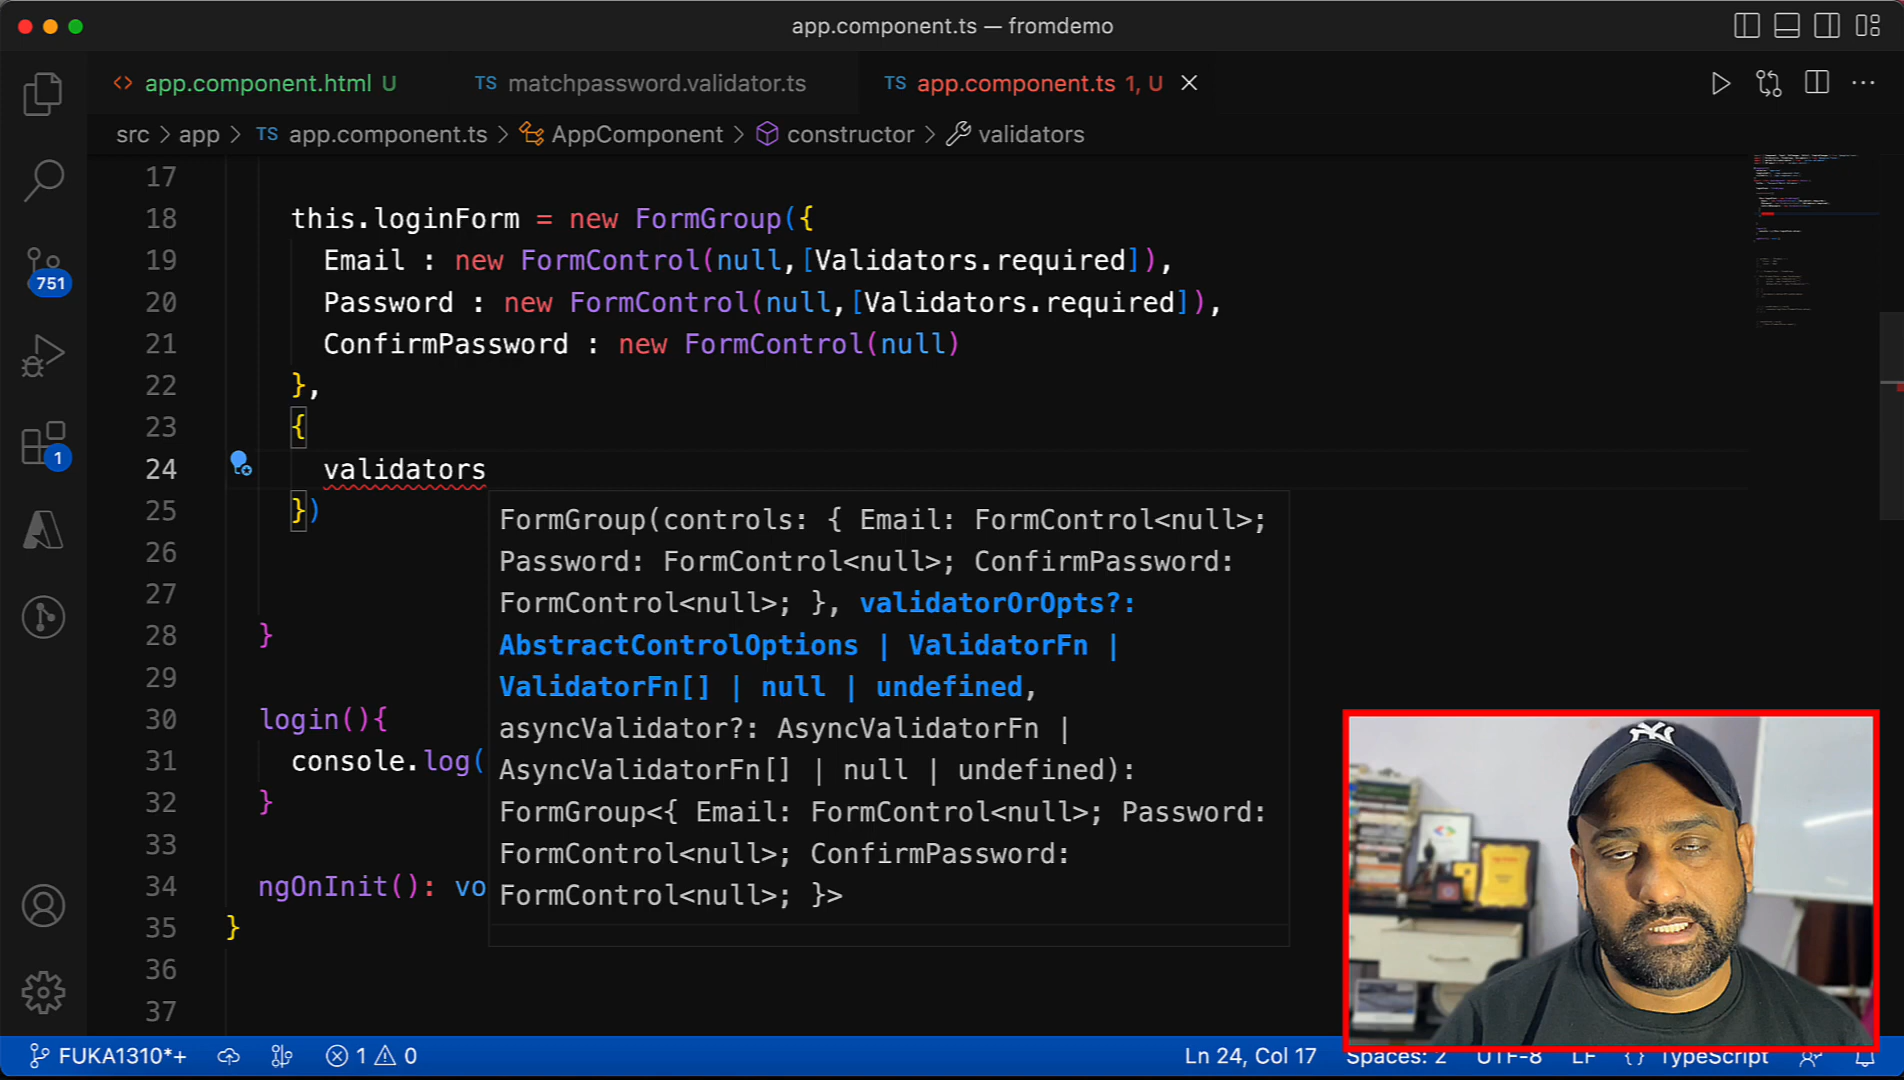 app.component.ts — fromdemo
app.component.html U
TS matchpassword.validator.ts
TS app.component.ts 1, U
src > app > TS app.component.ts > AppComponent > constructor > validators
17
18 this.loginForm = new FormGroup({
19 Email : new FormControl(null,[Validators.required]),
20 Password : new FormControl(null,[Validators.required]),
21 ConfirmPassword : new FormControl(null)
22 },
23 {
24 validators
25 })
26
27
28 }
29
30 login(){
31 console.log(
32 }
33
34 ngOnInit(): vo
35 }
36
37
FormGroup(controls: { Email: FormControl<null>;
Password: FormControl<null>; ConfirmPassword:
FormControl<null>; }, validatorOrOpts?:
AbstractControlOptions | ValidatorFn |
ValidatorFn[] | null | undefined,
asyncValidator?: AsyncValidatorFn |
AsyncValidatorFn[] | null | undefined):
FormGroup<{ Email: FormControl<null>; Password:
FormControl<null>; ConfirmPassword:
FormControl<null>; }>
751
1
NY
FUKA1310*+
1 0
Ln 24, Col 17
Spaces: 2
UTF-8
LF
{} TypeScript